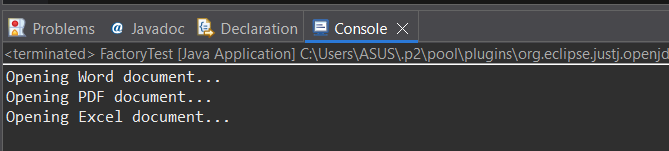 Problems @ Javadoc Declaration Console
<terminated> FactoryTest [Java Application] C:\Users\ASUS\.p2\pool\plugins\org.eclipse.justj.openjd
Opening Word document...
Opening PDF document...
Opening Excel document...